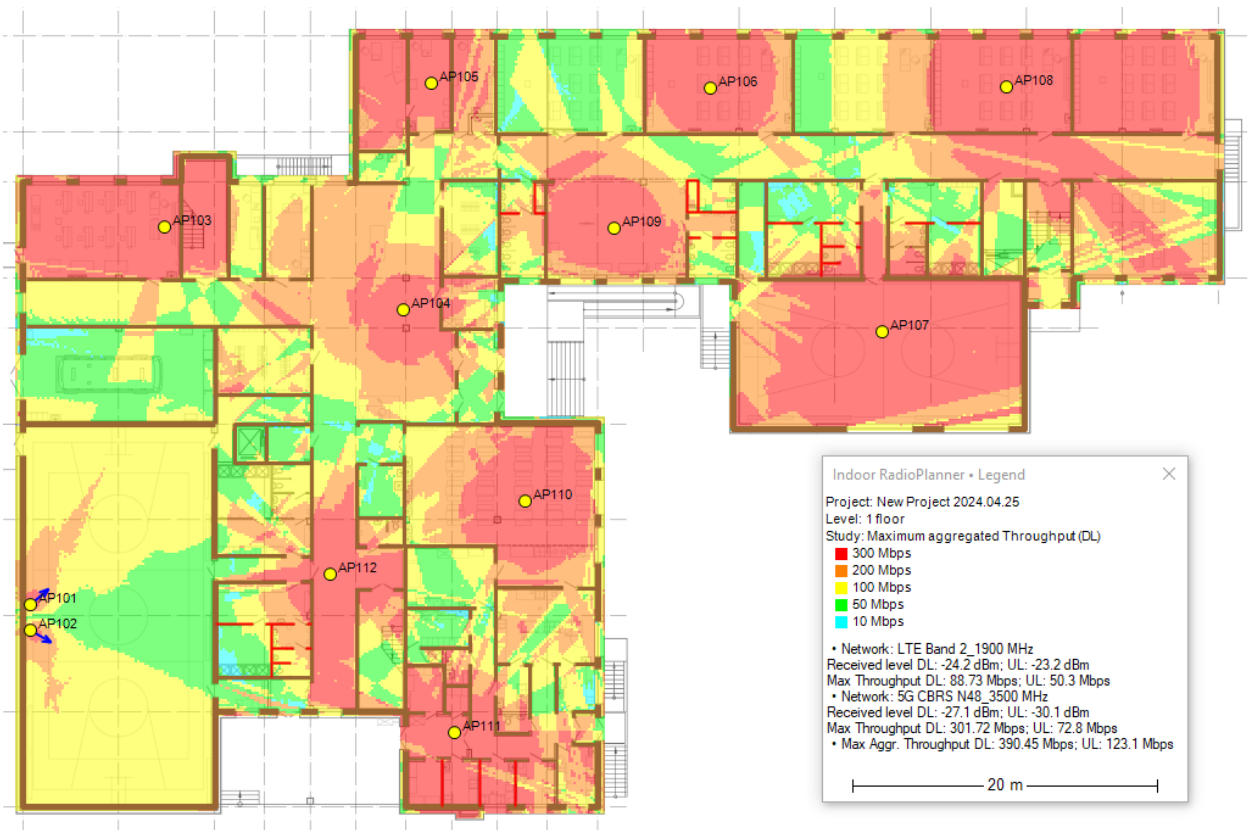 AP105
AP106
AP108
AP103
AP109
AP104
AP107
AP110
AP112
AP101
AP102
AP111
Indoor RadioPlanner • Legend
Project: New Project 2024.04.25
Level: 1 floor
Study: Maximum aggregated Throughput (DL)
300 Mbps
200 Mbps
100 Mbps
50 Mbps
10 Mbps
• Network: LTE Band 2_1900 MHz
Received level DL: -24.2 dBm; UL: -23.2 dBm
Max Throughput DL: 88.73 Mbps; UL: 50.3 Mbps
• Network: 5G CBRS N48_3500 MHz
Received level DL: -27.1 dBm; UL: -30.1 dBm
Max Throughput DL: 301.72 Mbps; UL: 72.8 Mbps
• Max Aggr. Throughput DL: 390.45 Mbps; UL: 123.1 Mbps
20 m